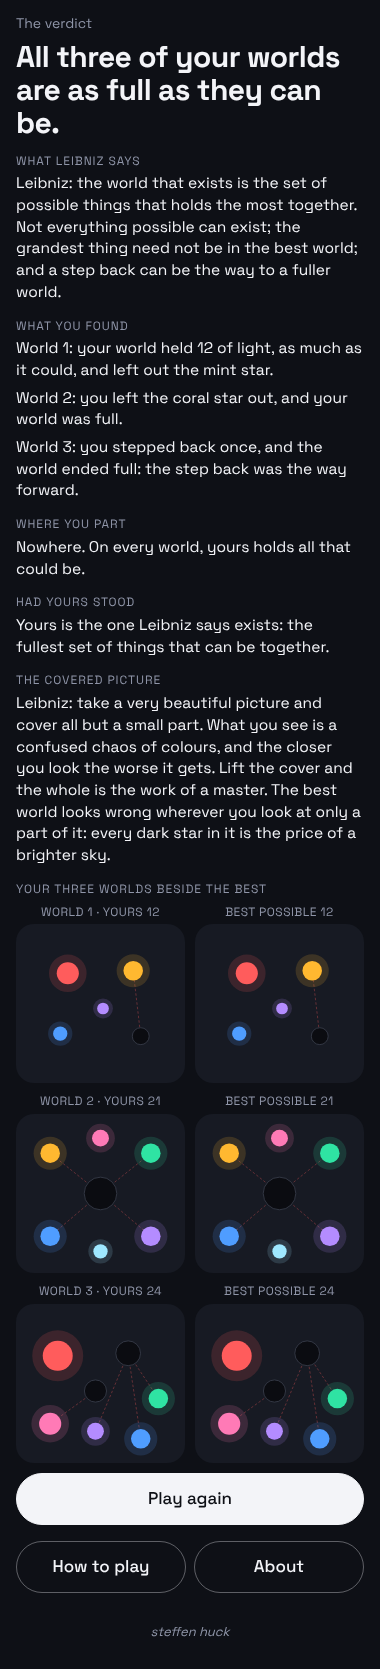 The verdict
All three of your worlds
are as full as they can
be.
WHAT LEIBNIZ SAYS
Leibniz: the world that exists is the set of
possible things that holds the most together.
Not everything possible can exist; the
grandest thing need not be in the best world;
and a step back can be the way to a fuller
world.
WHAT YOU FOUND
World 1: your world held 12 of light, as much as
it could, and left out the mint star.
World 2: you left the coral star out, and your
world was full.
World 3: you stepped back once, and the
world ended full: the step back was the way
forward.
WHERE YOU PART
Nowhere. On every world, yours holds all that
could be.
HAD YOURS STOOD
Yours is the one Leibniz says exists: the
fullest set of things that can be together.
THE COVERED PICTURE
Leibniz: take a very beautiful picture and
cover all but a small part. What you see is a
confused chaos of colours, and the closer
you look the worse it gets. Lift the cover and
the whole is the work of a master. The best
world looks wrong wherever you look at only a
part of it: every dark star in it is the price of a
brighter sky.
YOUR THREE WORLDS BESIDE THE BEST
WORLD 1 · YOURS 12 BEST POSSIBLE 12
WORLD 2 · YOURS 21 BEST POSSIBLE 21
WORLD 3 · YOURS 24 BEST POSSIBLE 24
Play again
How to play About
steffen huck